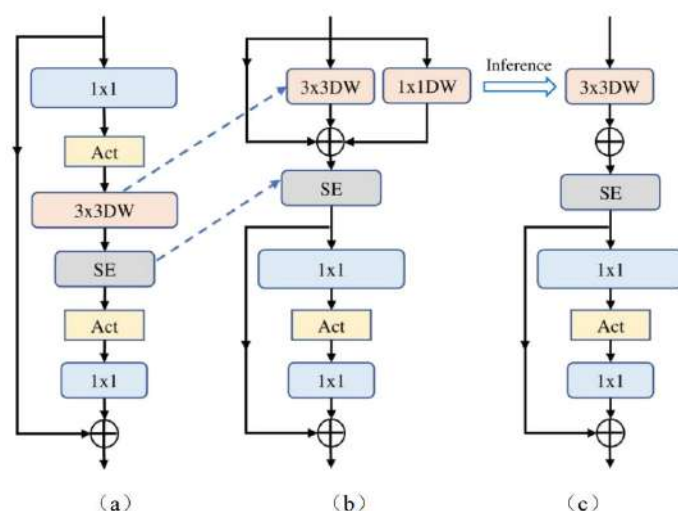 1x1
Act
3x3DW
SE
Act
1x1
(a)
3x3DW
1x1DW
SE
1x1
Act
1x1
(b)
Inference
3x3DW
SE
1x1
Act
1x1
(c)